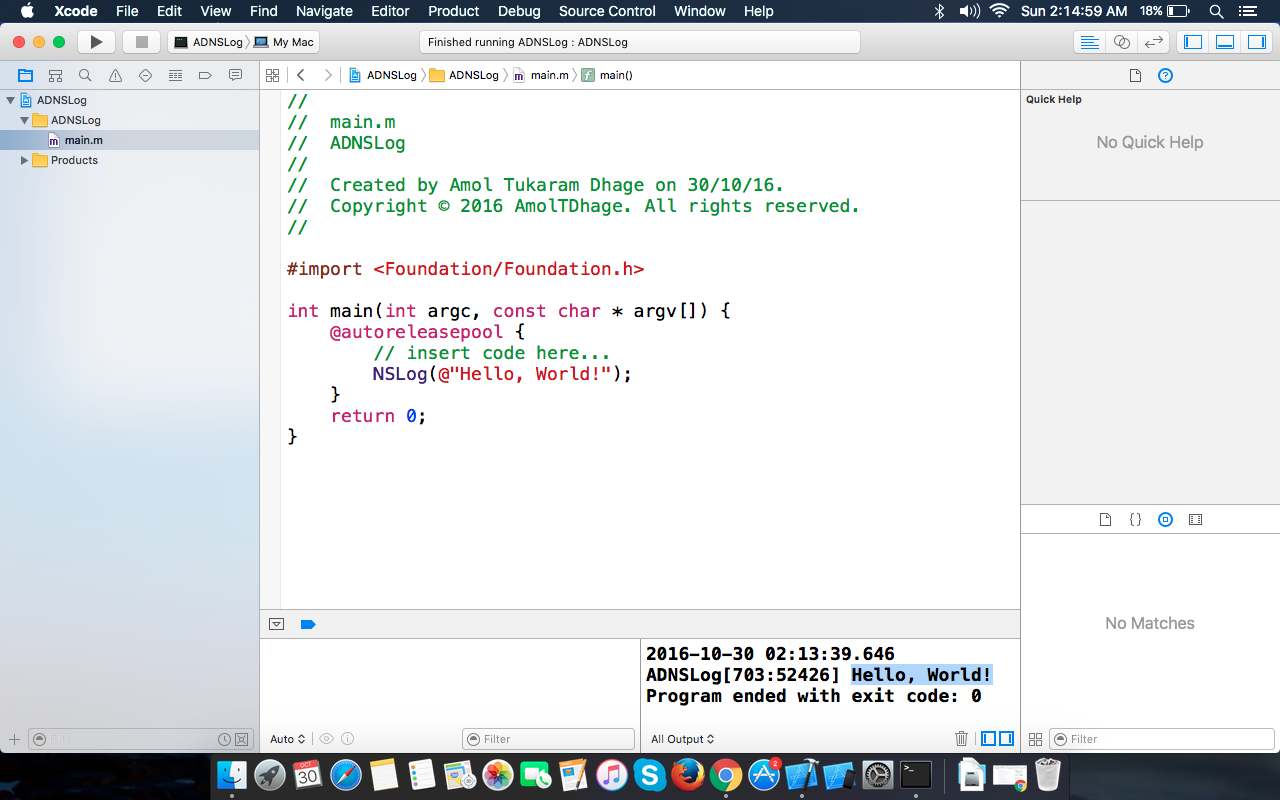 Xcode File Edit View Find Navigate Editor Product Debug Source Control Window Help Sun 2:14:59 AM 18%
ADNSLog My Mac Finished running ADNSLog : ADNSLog
ADNSLog ADNSLog main.m main()
ADNSLog
ADNSLog
main.m
Products
//
// main.m
// ADNSLog
//
// Created by Amol Tukaram Dhage on 30/10/16.
// Copyright © 2016 AmolTDhage. All rights reserved.
//
#import <Foundation/Foundation.h>
int main(int argc, const char * argv[]) {
@autoreleasepool {
// insert code here...
NSLog(@"Hello, World!");
}
return 0;
}
Quick Help
No Quick Help
No Matches
2016-10-30 02:13:39.646
ADNSLog[703:52426] Hello, World!
Program ended with exit code: 0
Filter
Auto
Filter
All Output
Filter
OCT
30
2